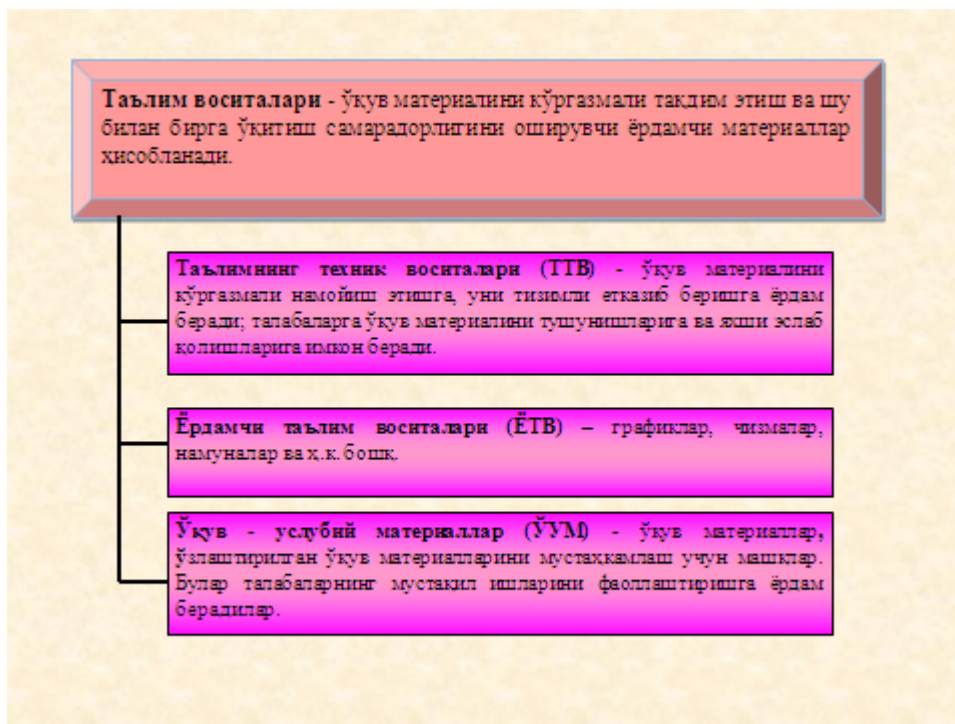 Таълим воситалари - ўқув материалини кўргазмали тақдим этиш ва шу
билан бирга ўқитиш самарадорлигини оширувчи ёрдамчи материаллар
ҳисобланади.
Таълимнинг техник воситалари (ТТВ) - ўқув материалини
кўргазмали намойиш этишга, уни тизимли етказиб беришга ёрдам
беради; талабаларга ўқув материалини тушунишларига ва яхши эслаб
қолишларига имкон беради.
Ёрдамчи таълим воситалари (ЁТВ) – графиклар, чизмалар,
намуналар ва ҳ.к. бошқ.
Ўқув - услубий материаллар (ЎУМ) - ўқув материаллар,
ўзлаштирилган ўқув материалларини мустаҳкамлаш учун машқлар.
Булар талабаларнинг мустақил ишларини фаоллаштиришга ёрдам
берадилар.